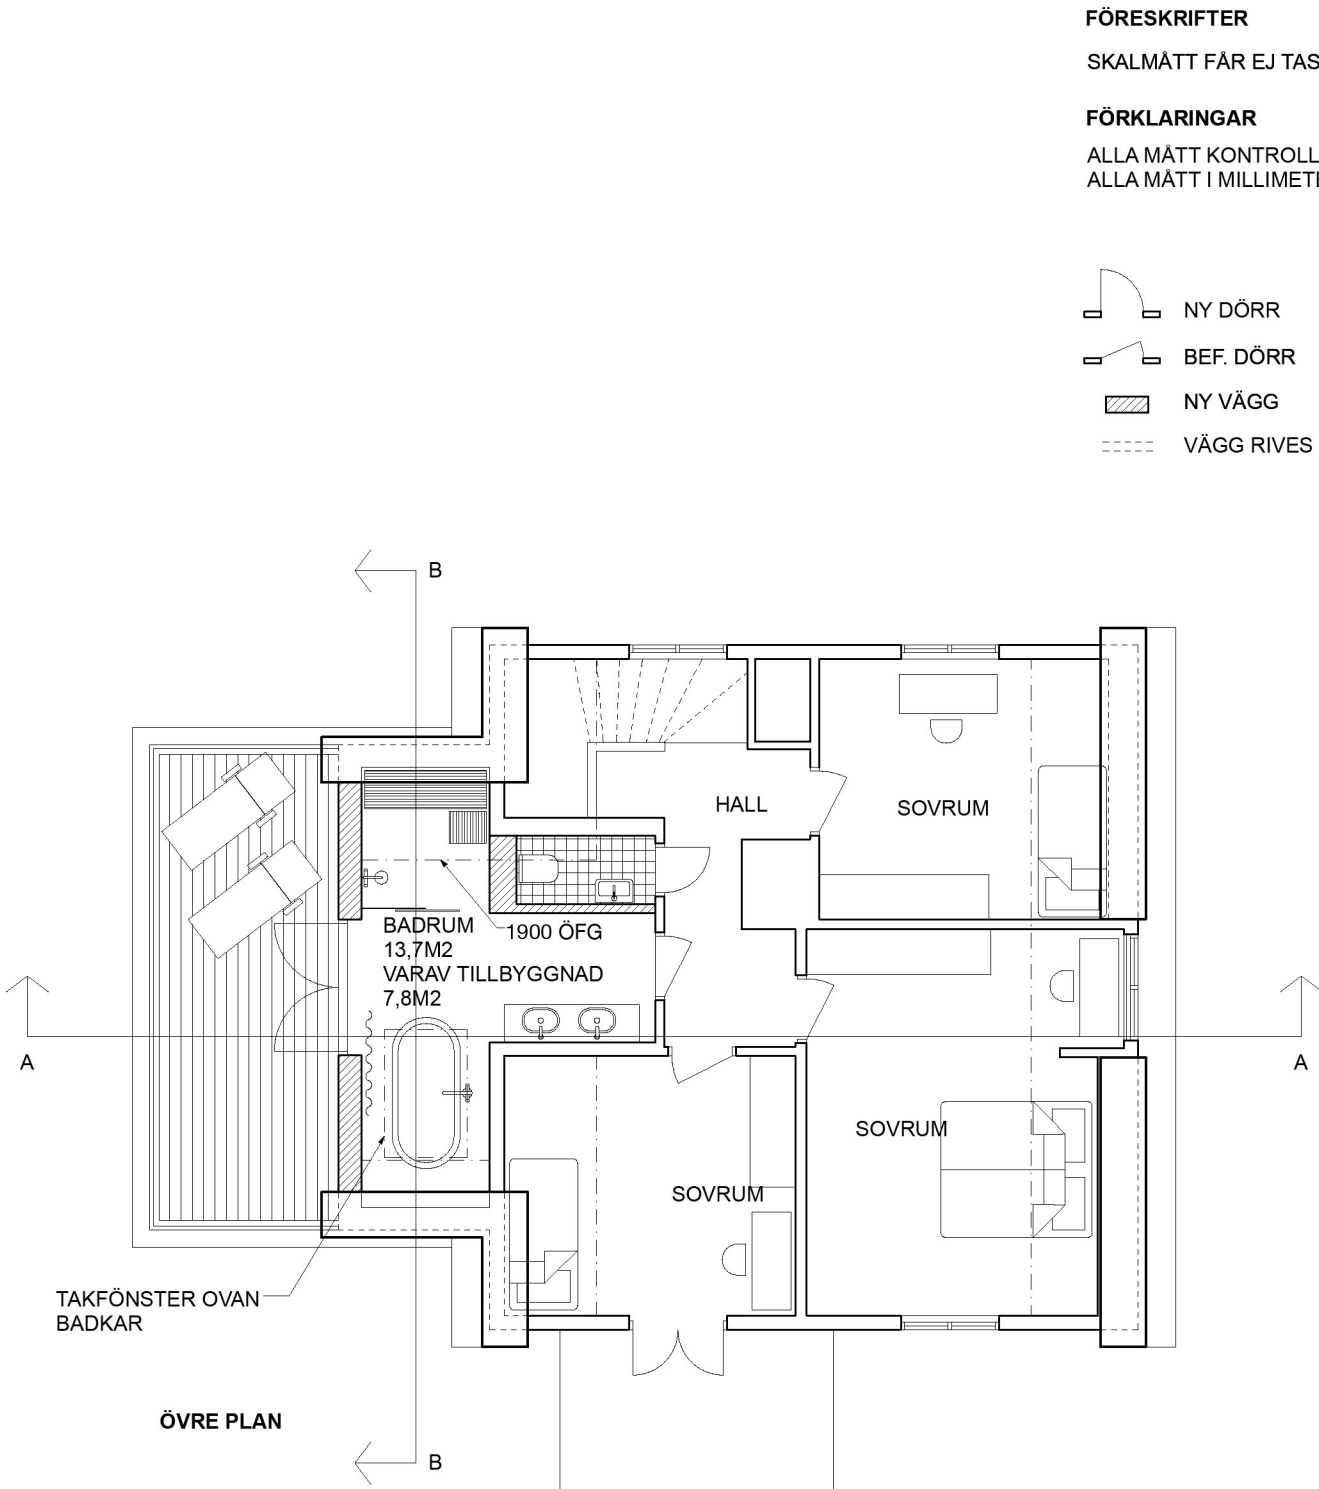 FÖRESKRIFTER
SKALMÅTT FÅR EJ TAS
FÖRKLARINGAR
ALLA MÅTT KONTROLL
ALLA MÅTT I MILLIMETE
NY DÖRR
BEF. DÖRR
NY VÄGG
VÄGG RIVES
B
HALL
SOVRUM
BADRUM
13,7M2
VARAV TILLBYGGNAD
7,8M2
1900 ÖFG
A
A
SOVRUM
SOVRUM
TAKFÖNSTER OVAN
BADKAR
ÖVRE PLAN
B